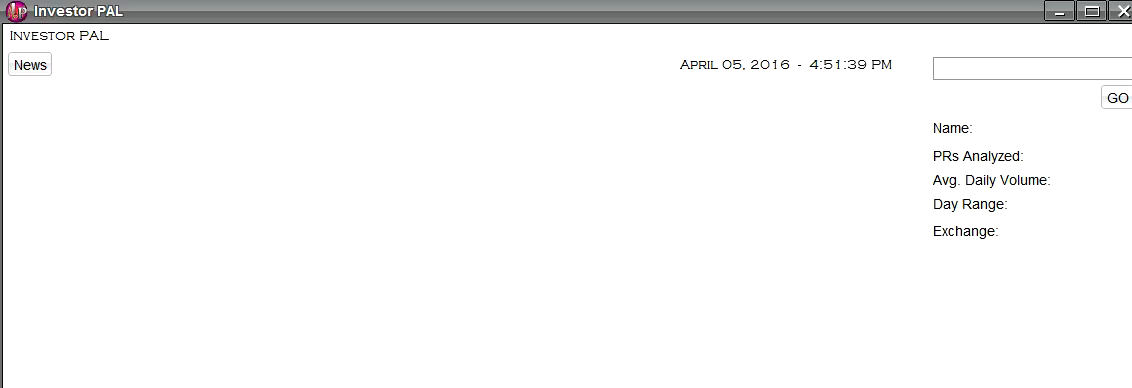 Investor PAL
Investor PAL
News
April 05, 2016 - 4:51:39 PM
GO
Name:
PRs Analyzed:
Avg. Daily Volume:
Day Range:
Exchange: